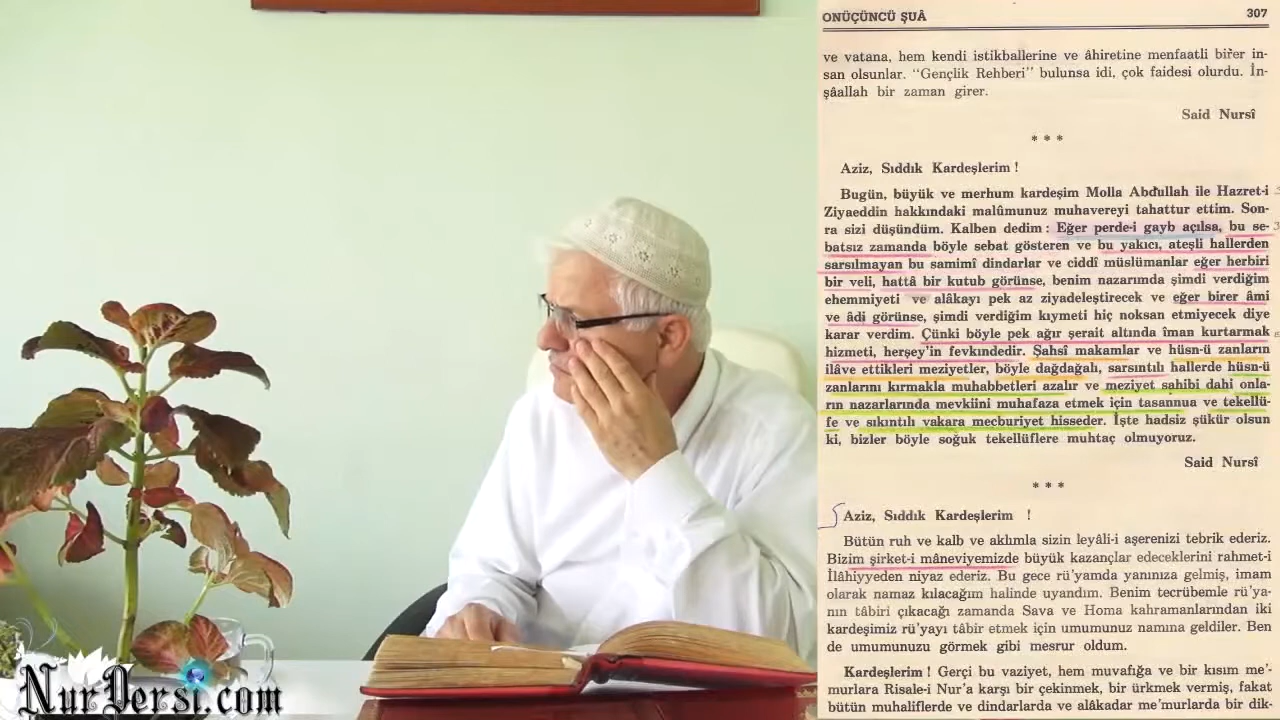 ONÜÇÜNCÜ ŞUÂ 307
ve vatana, hem kendi istikballerine ve âhiretine menfaatli birer in-
san olsunlar. “Gençlik Rehberi” bulunsa idi, çok faidesi olurdu. İn-
şâallah bir zaman girer.
Said Nursî
* * *
Aziz, Sıddık Kardeşlerim !
Bugün, büyük ve merhum kardeşim Molla Abdullah ile Hazret-i
Ziyaeddin hakkındaki malûmunuz muhavereyi tahattur ettim. Son-
ra sizi düşündüm. Kalben dedim : Eğer perde-i gayb açılsa, bu se-
batsız zamanda böyle sebat gösteren ve bu yakıcı, ateşli hallerden
sarsılmayan bu samimî dindarlar ve ciddî müslümanlar eğer herbiri
bir veli, hattâ bir kutub görünse, benim nazarımda şimdi verdiğim
ehemmiyeti ve alâkayı pek az ziyadeleştirecek ve eğer birer âmi
ve âdi görünse, şimdi verdiğim kıymeti hiç noksan etmiyecek diye
karar verdim. Çünki böyle pek ağır şerait altında îman kurtarmak
hizmeti, herşey'in fevkındedir. Şahsî makamlar ve hüsn-ü zanların
ilâve ettikleri meziyetler, böyle dağdağalı, sarsıntılı hallerde hüsn-ü
zanlarını kırmakla muhabbetleri azalır ve meziyet sahibi dahi onla-
rın nazarlarında mevkiini muhafaza etmek için tasannua ve tekellü-
fe ve sıkıntılı vakara mecburiyet hisseder. İşte hadsiz şükür olsun
ki, bizler böyle soğuk tekellüflere muhtaç olmuyoruz.
Said Nursî
* * *
Aziz, Sıddık Kardeşlerim !
Bütün ruh ve kalb ve aklımla sizin leyâli-i aşerenizi tebrik ederiz.
Bizim şirket-i mâneviyemizde büyük kazançlar edeceklerini rahmet-i
İlâhiyyeden niyaz ederiz. Bu gece rü'yamda yanınıza gelmiş, imam
olarak namaz kılacağım halinde uyandım. Benim tecrübemle rü'ya-
nın tâbiri çıkacağı zamanda Sava ve Homa kahramanlarından iki
kardeşimiz rü'yayı tâbir etmek için umumunuz namına geldiler. Ben
de umumunuzu görmek gibi mesrur oldum.
Kardeşlerim ! Gerçi bu vaziyet, hem muvafığa ve bir kısım me'-
murlara Risale-i Nur'a karşı bir çekinmek, bir ürkmek vermiş, fakat
bütün muhaliflerde ve dindarlarda ve alâkadar me'murlarda bir dik-
NurDersi.com